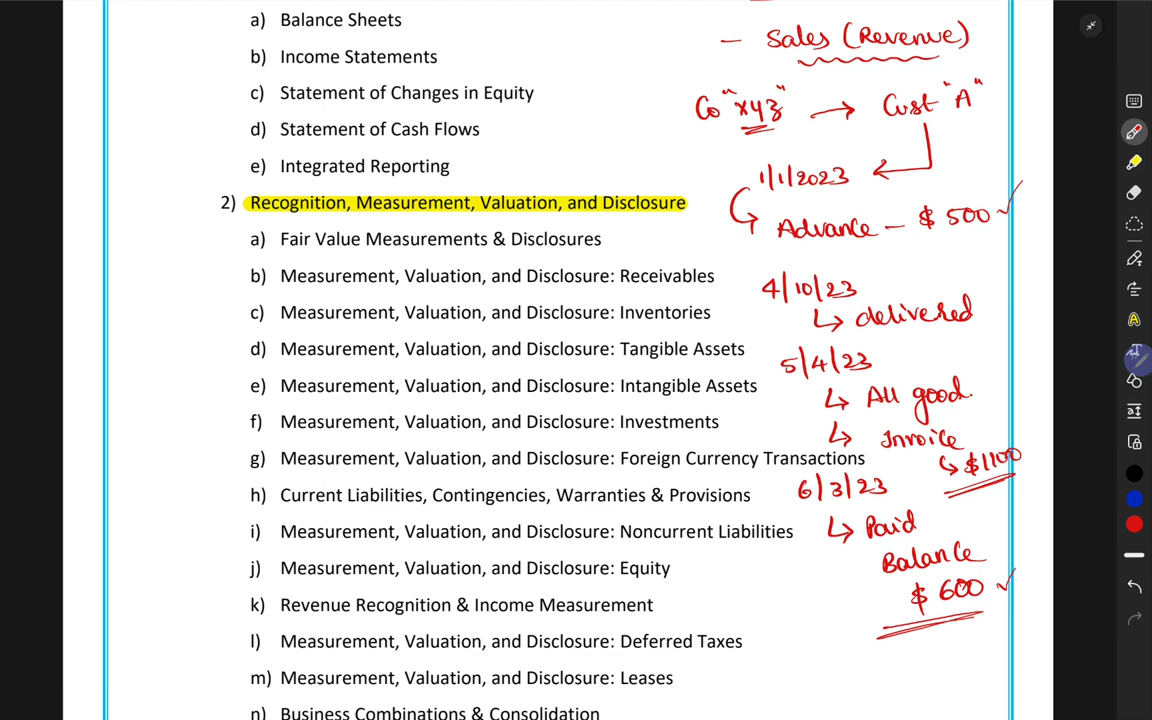 a) Balance Sheets
b) Income Statements
c) Statement of Changes in Equity
d) Statement of Cash Flows
e) Integrated Reporting
2) Recognition, Measurement, Valuation, and Disclosure
a) Fair Value Measurements & Disclosures
b) Measurement, Valuation, and Disclosure: Receivables
c) Measurement, Valuation, and Disclosure: Inventories
d) Measurement, Valuation, and Disclosure: Tangible Assets
e) Measurement, Valuation, and Disclosure: Intangible Assets
f) Measurement, Valuation, and Disclosure: Investments
g) Measurement, Valuation, and Disclosure: Foreign Currency Transactions
h) Current Liabilities, Contingencies, Warranties & Provisions
i) Measurement, Valuation, and Disclosure: Noncurrent Liabilities
j) Measurement, Valuation, and Disclosure: Equity
k) Revenue Recognition & Income Measurement
l) Measurement, Valuation, and Disclosure: Deferred Taxes
m) Measurement, Valuation, and Disclosure: Leases
n) Business Combinations & Consolidation
- Sales (Revenue)
Co "xyz" → Cust "A"
1/1/2023
Advance - $ 500 ✓
4/10/23
↳ delivered
5/4/23
↳ All good.
↳ Invoice
↳ $1100
6/3/23
↳ Paid
Balance
$ 600 ✓